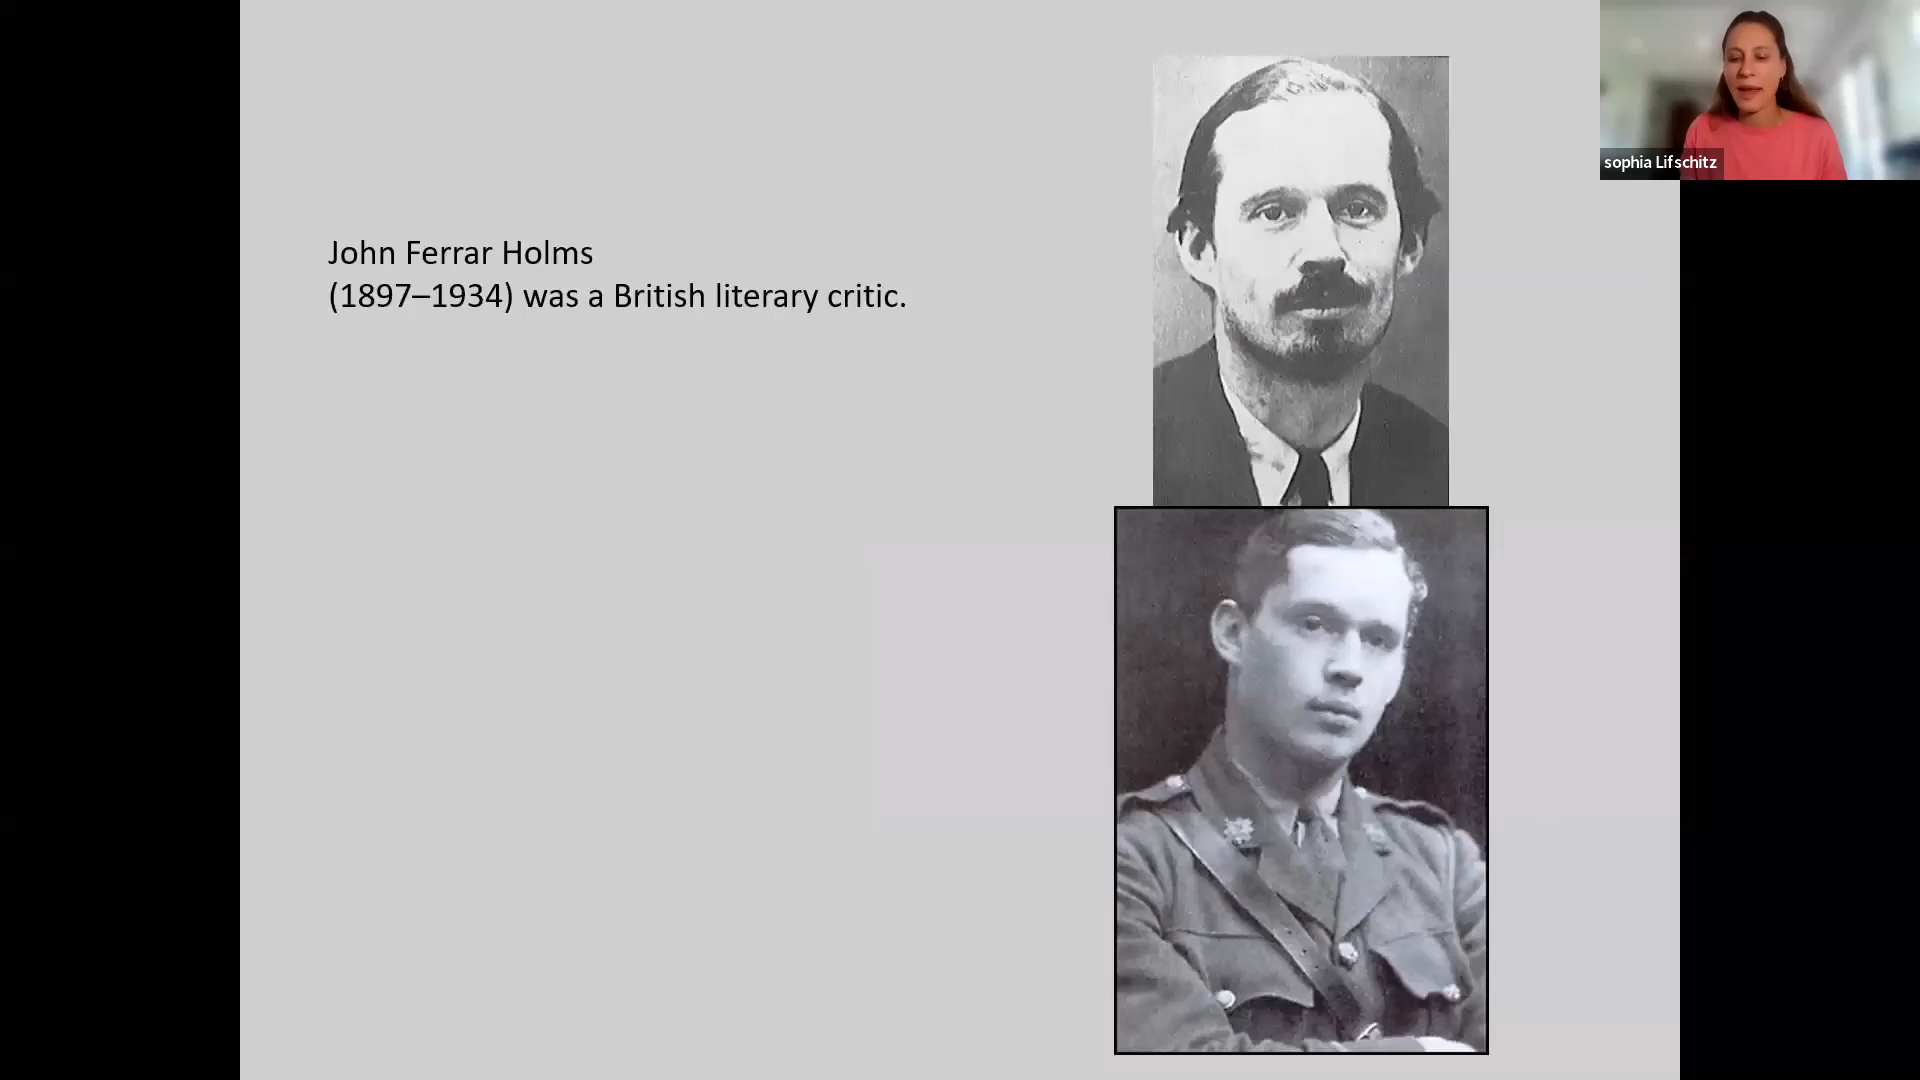 John Ferrar Holms
(1897–1934) was a British literary critic.
sophia Lifschitz